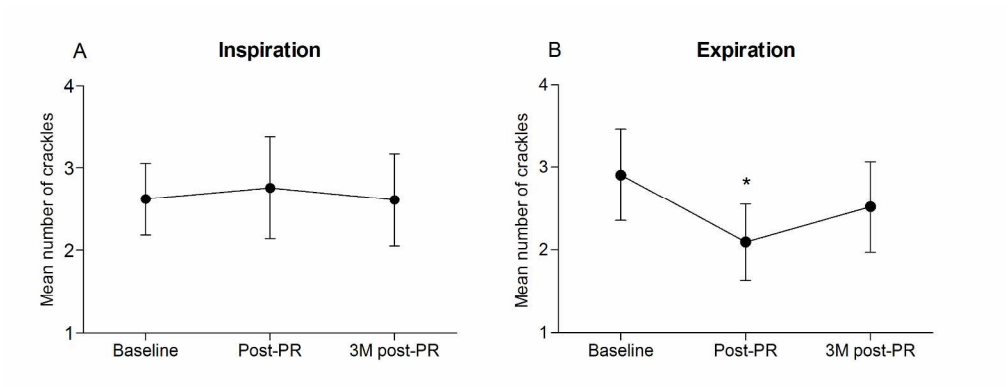 A
Inspiration
Mean number of crackles
4
3
2
1
Baseline
Post-PR
3M post-PR
B
Expiration
Mean number of crackles
4
3
2
1
*
Baseline
Post-PR
3M post-PR